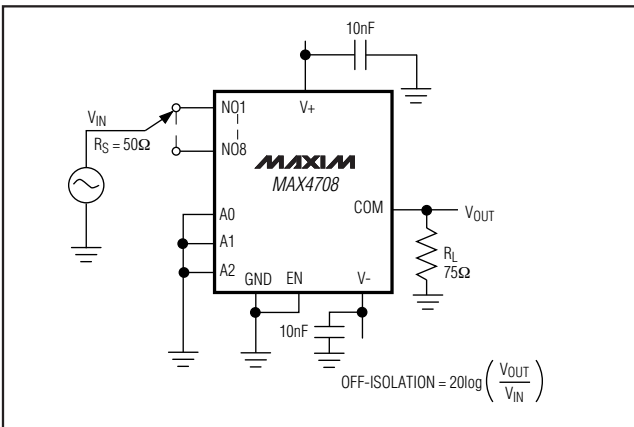 10nF
NO1
V+
VIN
RS = 50Ω
NO8
MAXIM
MAX4708
A0
COM
VOUT
A1
RL
75Ω
A2
GND
EN
V-
10nF
OFF-ISOLATION = 20log(VOUT/VIN)